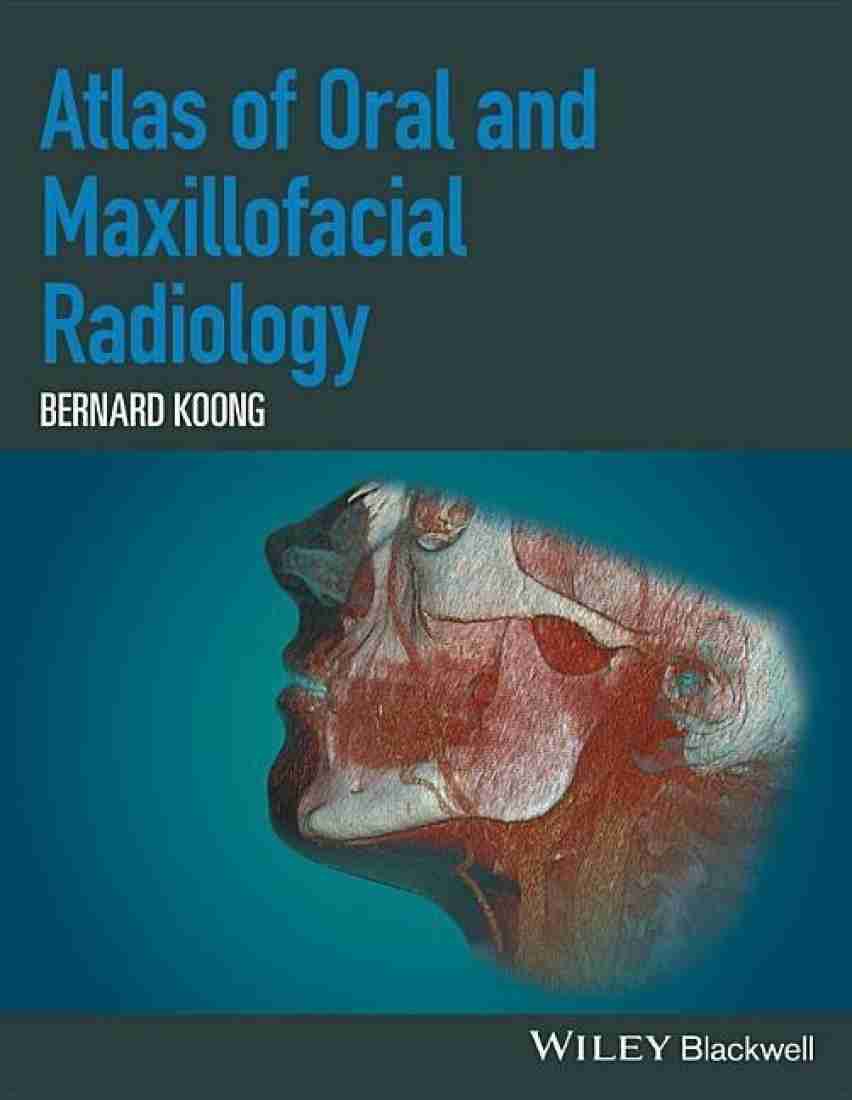 Atlas of Oral and
Maxillofacial
Radiology
BERNARD KOONG
WILEY Blackwell